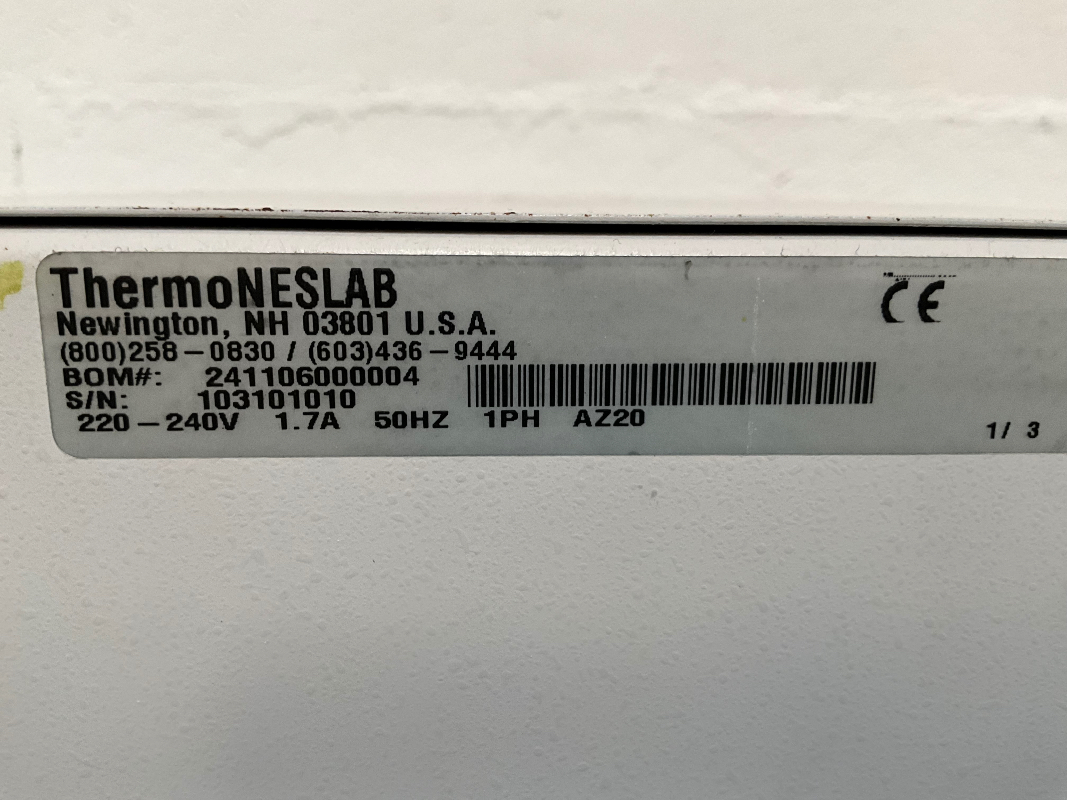 ThermoNESLAB
Newington, NH 03801 U.S.A.
(800)258-0830 / (603)436-9444
BOM#: 241106000004
S/N: 103101010
220-240V 1.7A 50HZ 1PH AZ20
CE
1/ 3